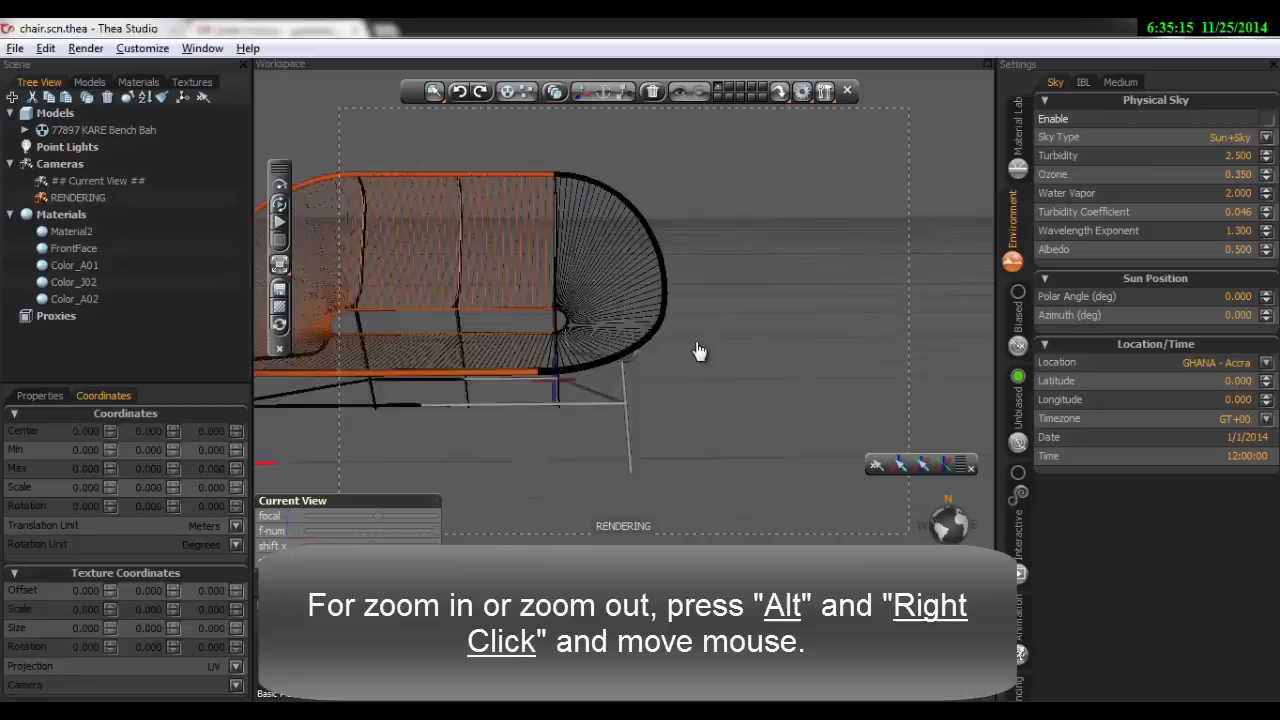 chair.scn.thea - Thea Studio
6:35:15 11/25/2014
File Edit Render Customize Window Help
Scene
Tree View Models Materials Textures
Models
77897 KARE Bench Bah
Point Lights
Cameras
## Current View ##
RENDERING
Materials
Material2
FrontFace
Color_A01
Color_J02
Color_A02
Proxies
Properties Coordinates
Coordinates
Center 0.000 0.000 0.000
Min 0.000 0.000 0.000
Max 0.000 0.000 0.000
Scale 0.000 0.000 0.000
Rotation 0.000 0.000 0.000
Translation Unit Meters
Rotation Unit Degrees
Texture Coordinates
Offset 0.000 0.000 0.000
Scale 0.000 0.000 0.000
Size 0.000 0.000 0.000
Rotation 0.000 0.000 0.000
Projection UV
Camera
Workspace
RENDERING
N
Current View
focal
f-num
shift x
For zoom in or zoom out, press "Alt" and "Right
Click" and move mouse.
Settings
Material Lab
Environment
Biased
Unbiased
Interactive
Animation
Sky IBL Medium
Physical Sky
Enable
Sky Type Sun+Sky
Turbidity 2.500
Ozone 0.350
Water Vapor 2.000
Turbidity Coefficient 0.046
Wavelength Exponent 1.300
Albedo 0.500
Sun Position
Polar Angle (deg) 0.000
Azimuth (deg) 0.000
Location/Time
Location GHANA - Accra
Latitude 0.000
Longitude 0.000
Timezone GT+00
Date 1/1/2014
Time 12:00:00